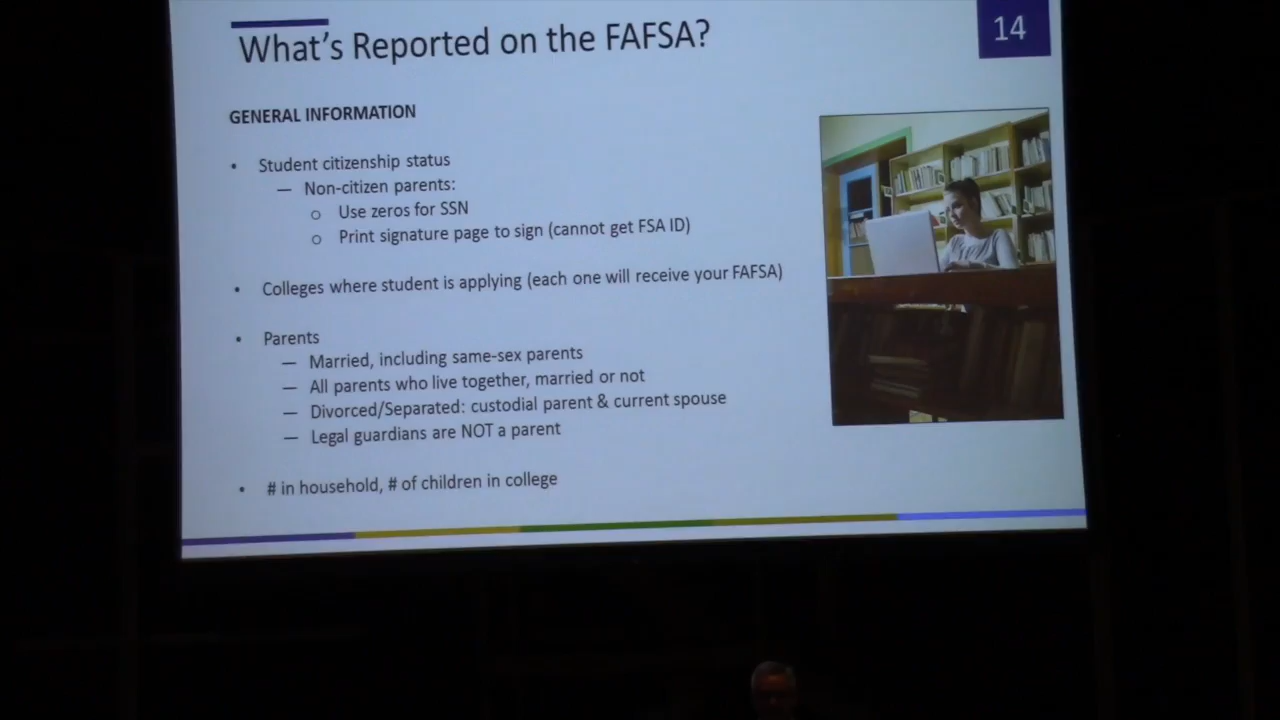 What's Reported on the FAFSA?
14
GENERAL INFORMATION
• Student citizenship status
— Non-citizen parents:
o Use zeros for SSN
o Print signature page to sign (cannot get FSA ID)
• Colleges where student is applying (each one will receive your FAFSA)
• Parents
— Married, including same-sex parents
— All parents who live together, married or not
— Divorced/Separated: custodial parent & current spouse
— Legal guardians are NOT a parent
• # in household, # of children in college